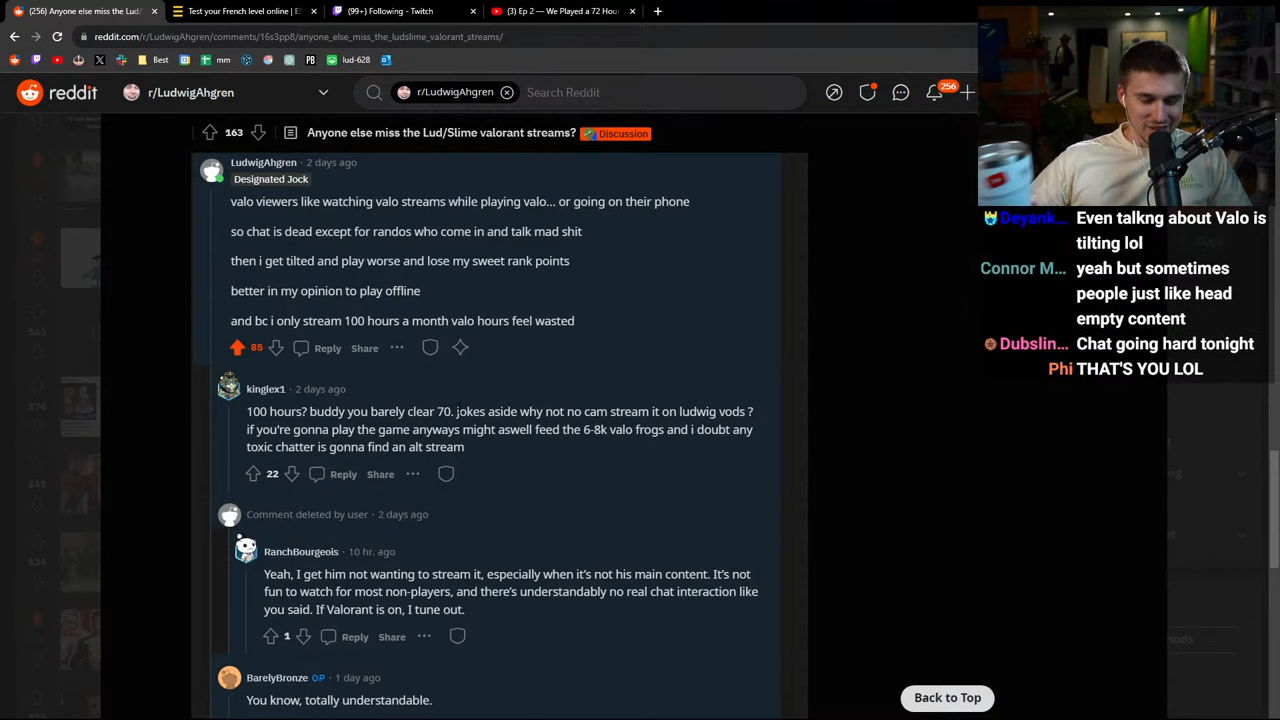 (256) Anyone else miss the Lud/
Test your French level online | E
(99+) Following - Twitch
(3) Ep 2 — We Played a 72 Hou
reddit.com/r/LudwigAhgren/comments/16s3pp8/anyone_else_miss_the_ludslime_valorant_streams/
Best
mm
PB
lud-628
reddit
r/LudwigAhgren
r/LudwigAhgren
Search Reddit
256
163
Anyone else miss the Lud/Slime valorant streams?
Discussion
LudwigAhgren · 2 days ago
Designated Jock
valo viewers like watching valo streams while playing valo... or going on their phone
so chat is dead except for randos who come in and talk mad shit
then i get tilted and play worse and lose my sweet rank points
better in my opinion to play offline
and bc i only stream 100 hours a month valo hours feel wasted
85
Reply
Share
kinglex1 · 2 days ago
100 hours? buddy you barely clear 70. jokes aside why not no cam stream it on ludwig vods ?
if you're gonna play the game anyways might aswell feed the 6-8k valo frogs and i doubt any
toxic chatter is gonna find an alt stream
22
Reply
Share
Comment deleted by user · 2 days ago
RanchBourgeois · 10 hr. ago
Yeah, I get him not wanting to stream it, especially when it's not his main content. It's not
fun to watch for most non-players, and there's understandably no real chat interaction like
you said. If Valorant is on, I tune out.
1
Reply
Share
BarelyBronze OP · 1 day ago
You know, totally understandable.
Back to Top
Deyank... Even talkng about Valo is
tilting lol
Connor M... yeah but sometimes
people just like head
empty content
Dubslin... Chat going hard tonight
Phi THAT'S YOU LOL